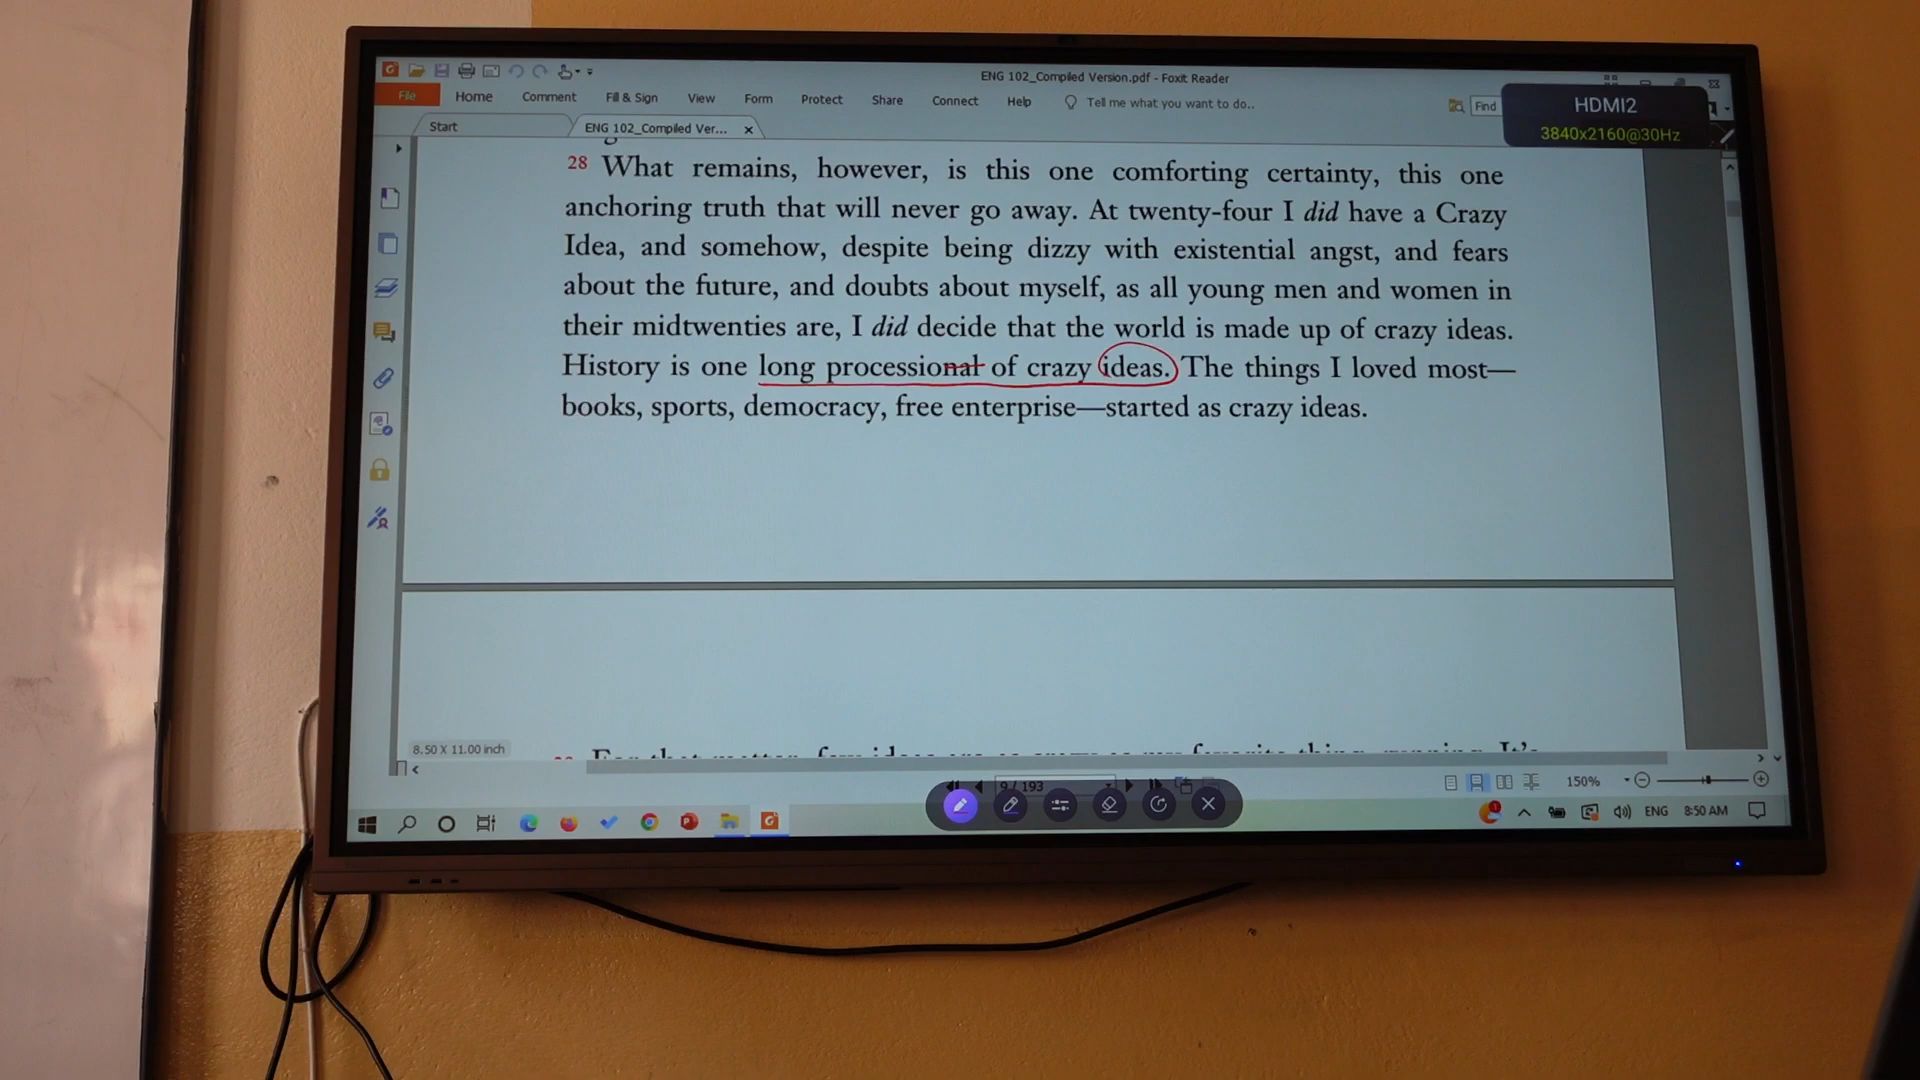 ENG 102_Compiled Version.pdf - Foxit Reader
File Home Comment Fill & Sign View Form Protect Share Connect Help Tell me what you want to do.. Find
HDMI2
3840x2160@30Hz
Start ENG 102_Compiled Ver...
28 What remains, however, is this one comforting certainty, this one
anchoring truth that will never go away. At twenty-four I did have a Crazy
Idea, and somehow, despite being dizzy with existential angst, and fears
about the future, and doubts about myself, as all young men and women in
their midtwenties are, I did decide that the world is made up of crazy ideas.
History is one long processional of crazy ideas. The things I loved most—
books, sports, democracy, free enterprise—started as crazy ideas.
8.50 X 11.00 inch
9 / 193
150%
ENG 8:50 AM